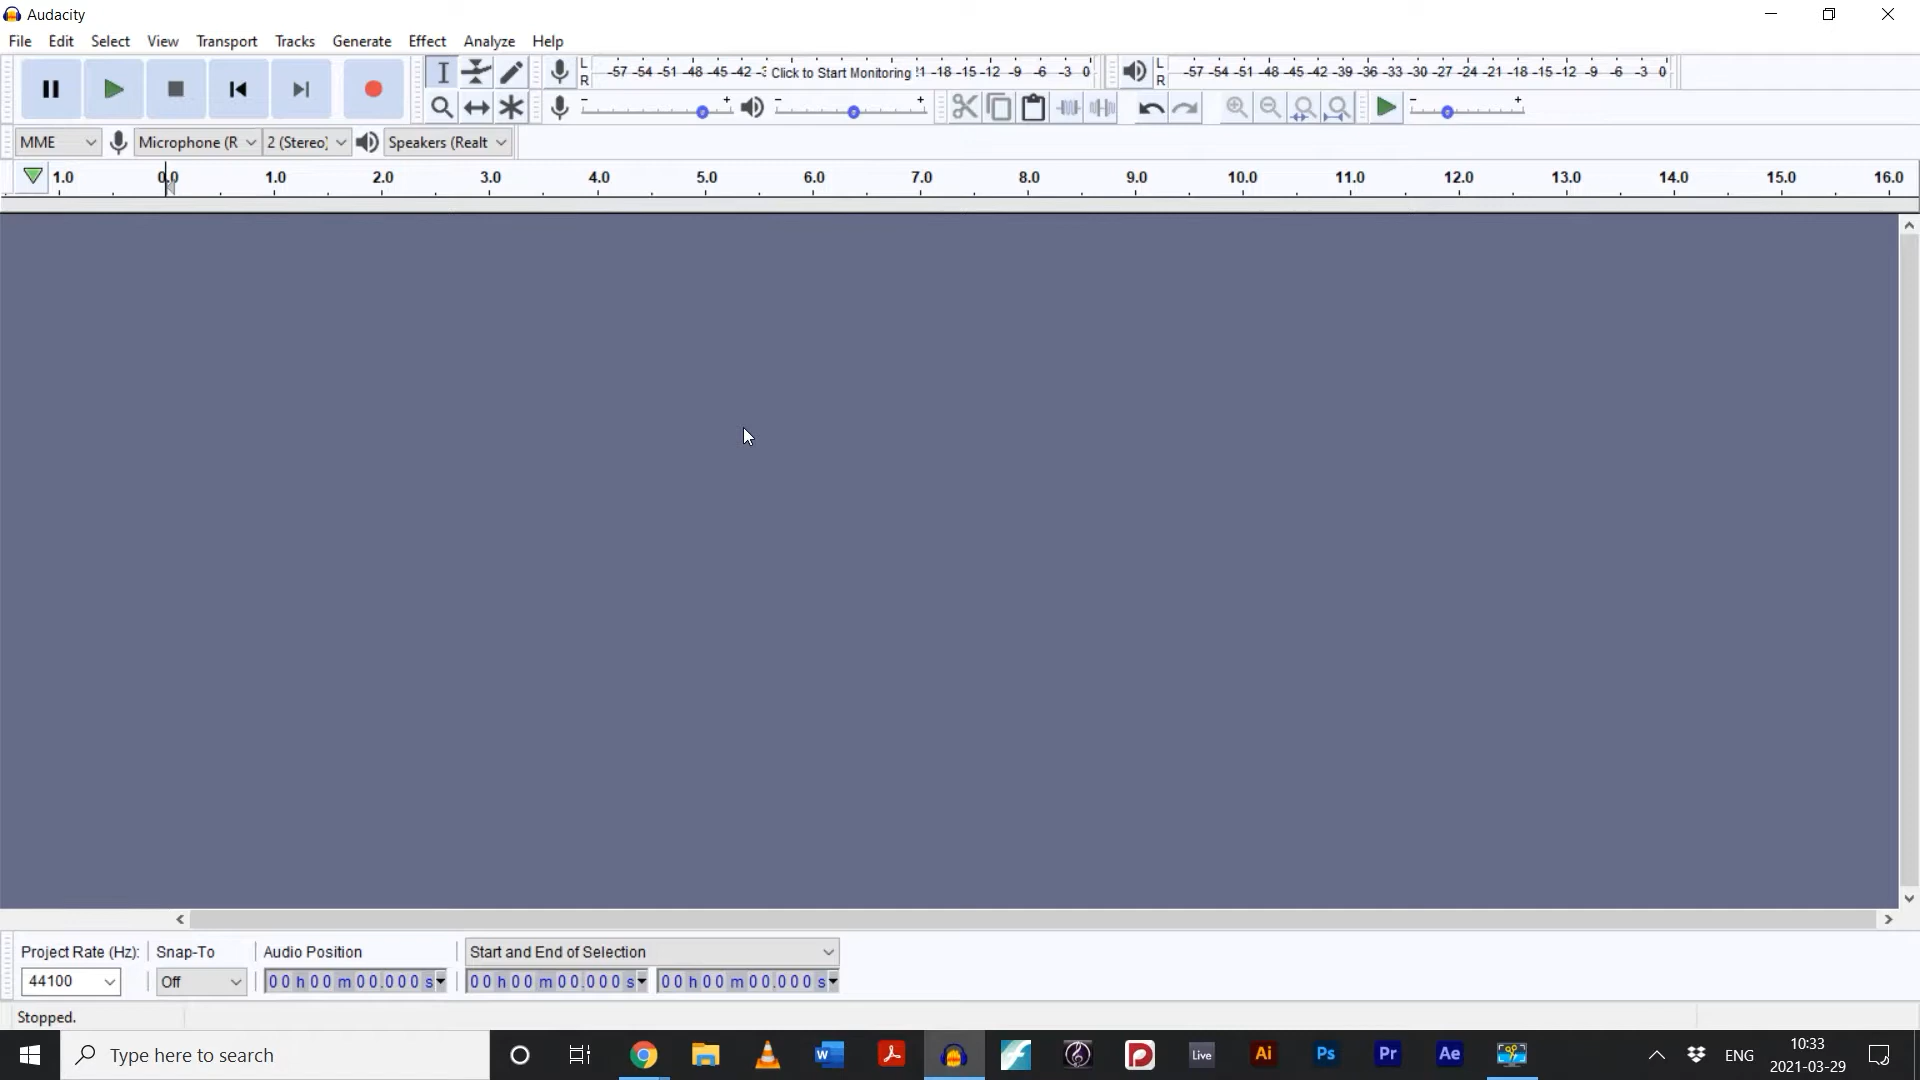 Audacity
File Edit Select View Transport Tracks Generate Effect Analyze Help
L R -57 -54 -51 -48 -45 -42 Click to Start Monitoring -18 -15 -12 -9 -6 -3 0
L R -57 -54 -51 -48 -45 -42 -39 -36 -33 -30 -27 -24 -21 -18 -15 -12 -9 -6 -3 0
- + - + - +
MME Microphone (R 2 (Stereo) Speakers (Realt
1.0 0.0 1.0 2.0 3.0 4.0 5.0 6.0 7.0 8.0 9.0 10.0 11.0 12.0 13.0 14.0 15.0 16.0
Project Rate (Hz): Snap-To Audio Position Start and End of Selection
44100 Off 00 h 00 m 00.000 s 00 h 00 m 00.000 s 00 h 00 m 00.000 s
Stopped.
Type here to search
W
Live
Ai
Ps
Pr
Ae
ENG
10:33
2021-03-29